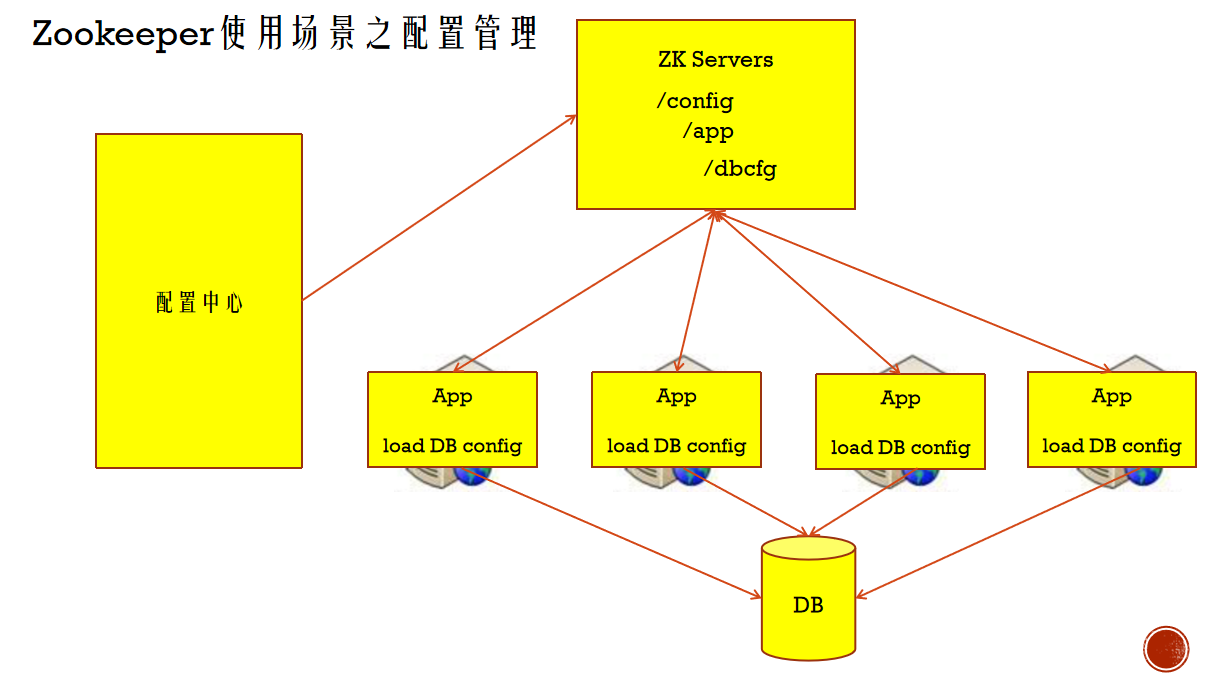 Zookeeper使用场景之配置管理
ZK Servers
/config
/app
/dbcfg
配置中心
App
load DB config
App
load DB config
App
load DB config
App
load DB config
DB